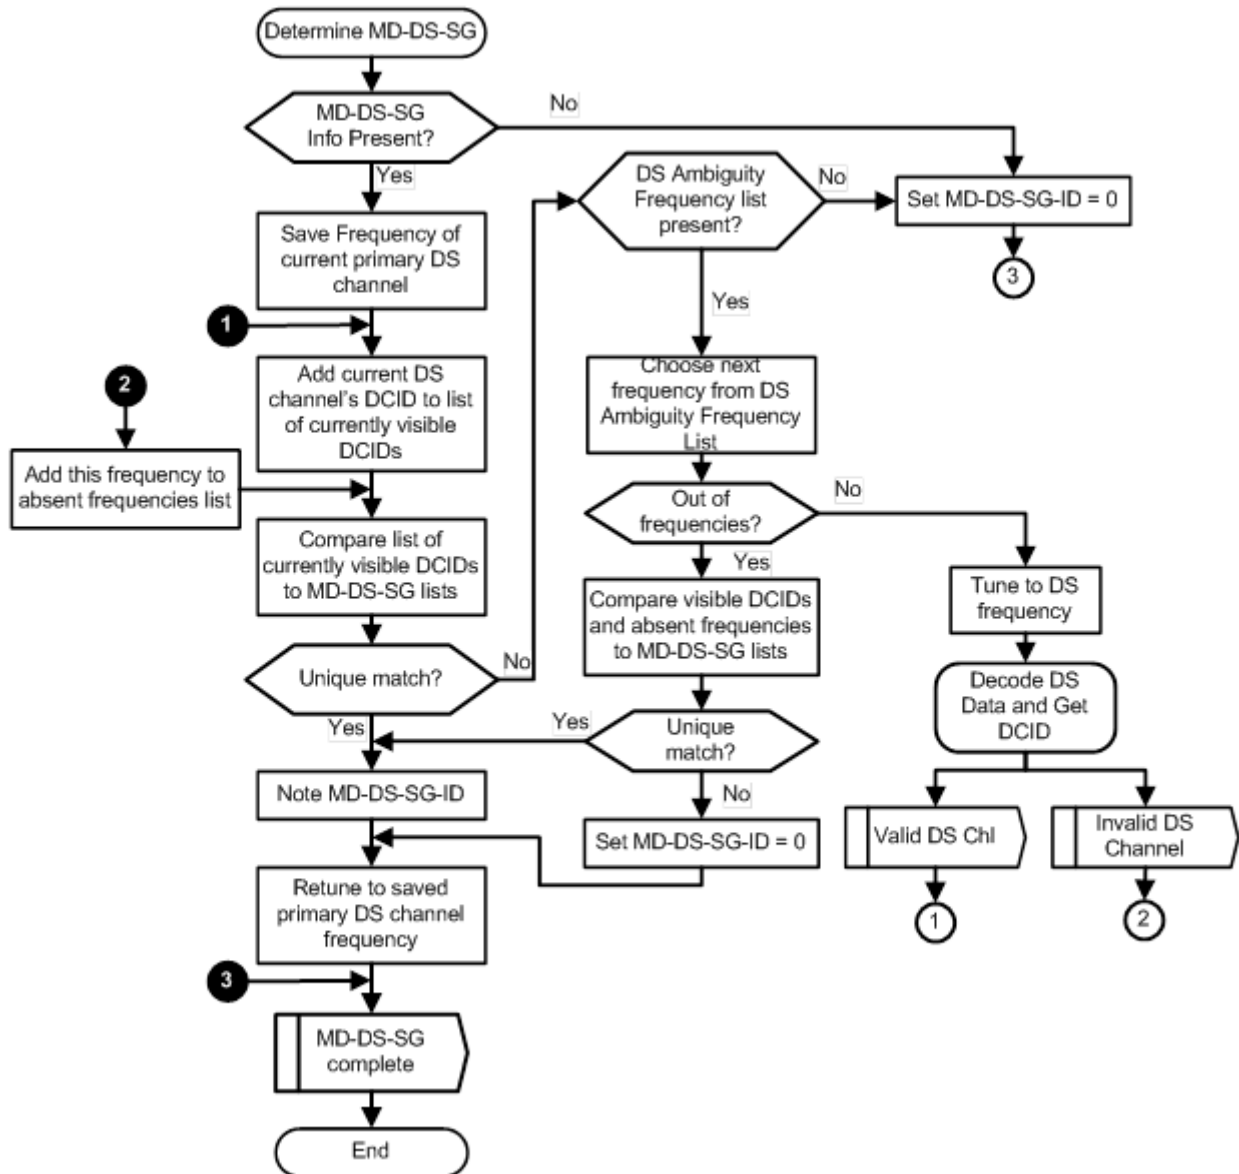 Determine MD-DS-SG
MD-DS-SG
Info Present?
No
Yes
DS Ambiguity
Frequency list
present?
No
Set MD-DS-SG-ID = 0
3
Save Frequency of
current primary DS
channel
Yes
1
Add current DS
channel's DCID to list
of currently visible
DCIDs
2
Add this frequency to
absent frequencies list
Choose next
frequency from DS
Ambiguity Frequency
List
Out of
frequencies?
No
Yes
Compare list of
currently visible DCIDs
to MD-DS-SG lists
Compare visible DCIDs
and absent frequencies
to MD-DS-SG lists
Tune to DS
frequency
Unique match?
No
Yes
Decode DS
Data and Get
DCID
Unique
match?
Yes
No
Note MD-DS-SG-ID
Set MD-DS-SG-ID = 0
Valid DS Chl
Invalid DS
Channel
1
2
Retune to saved
primary DS channel
frequency
3
MD-DS-SG
complete
End